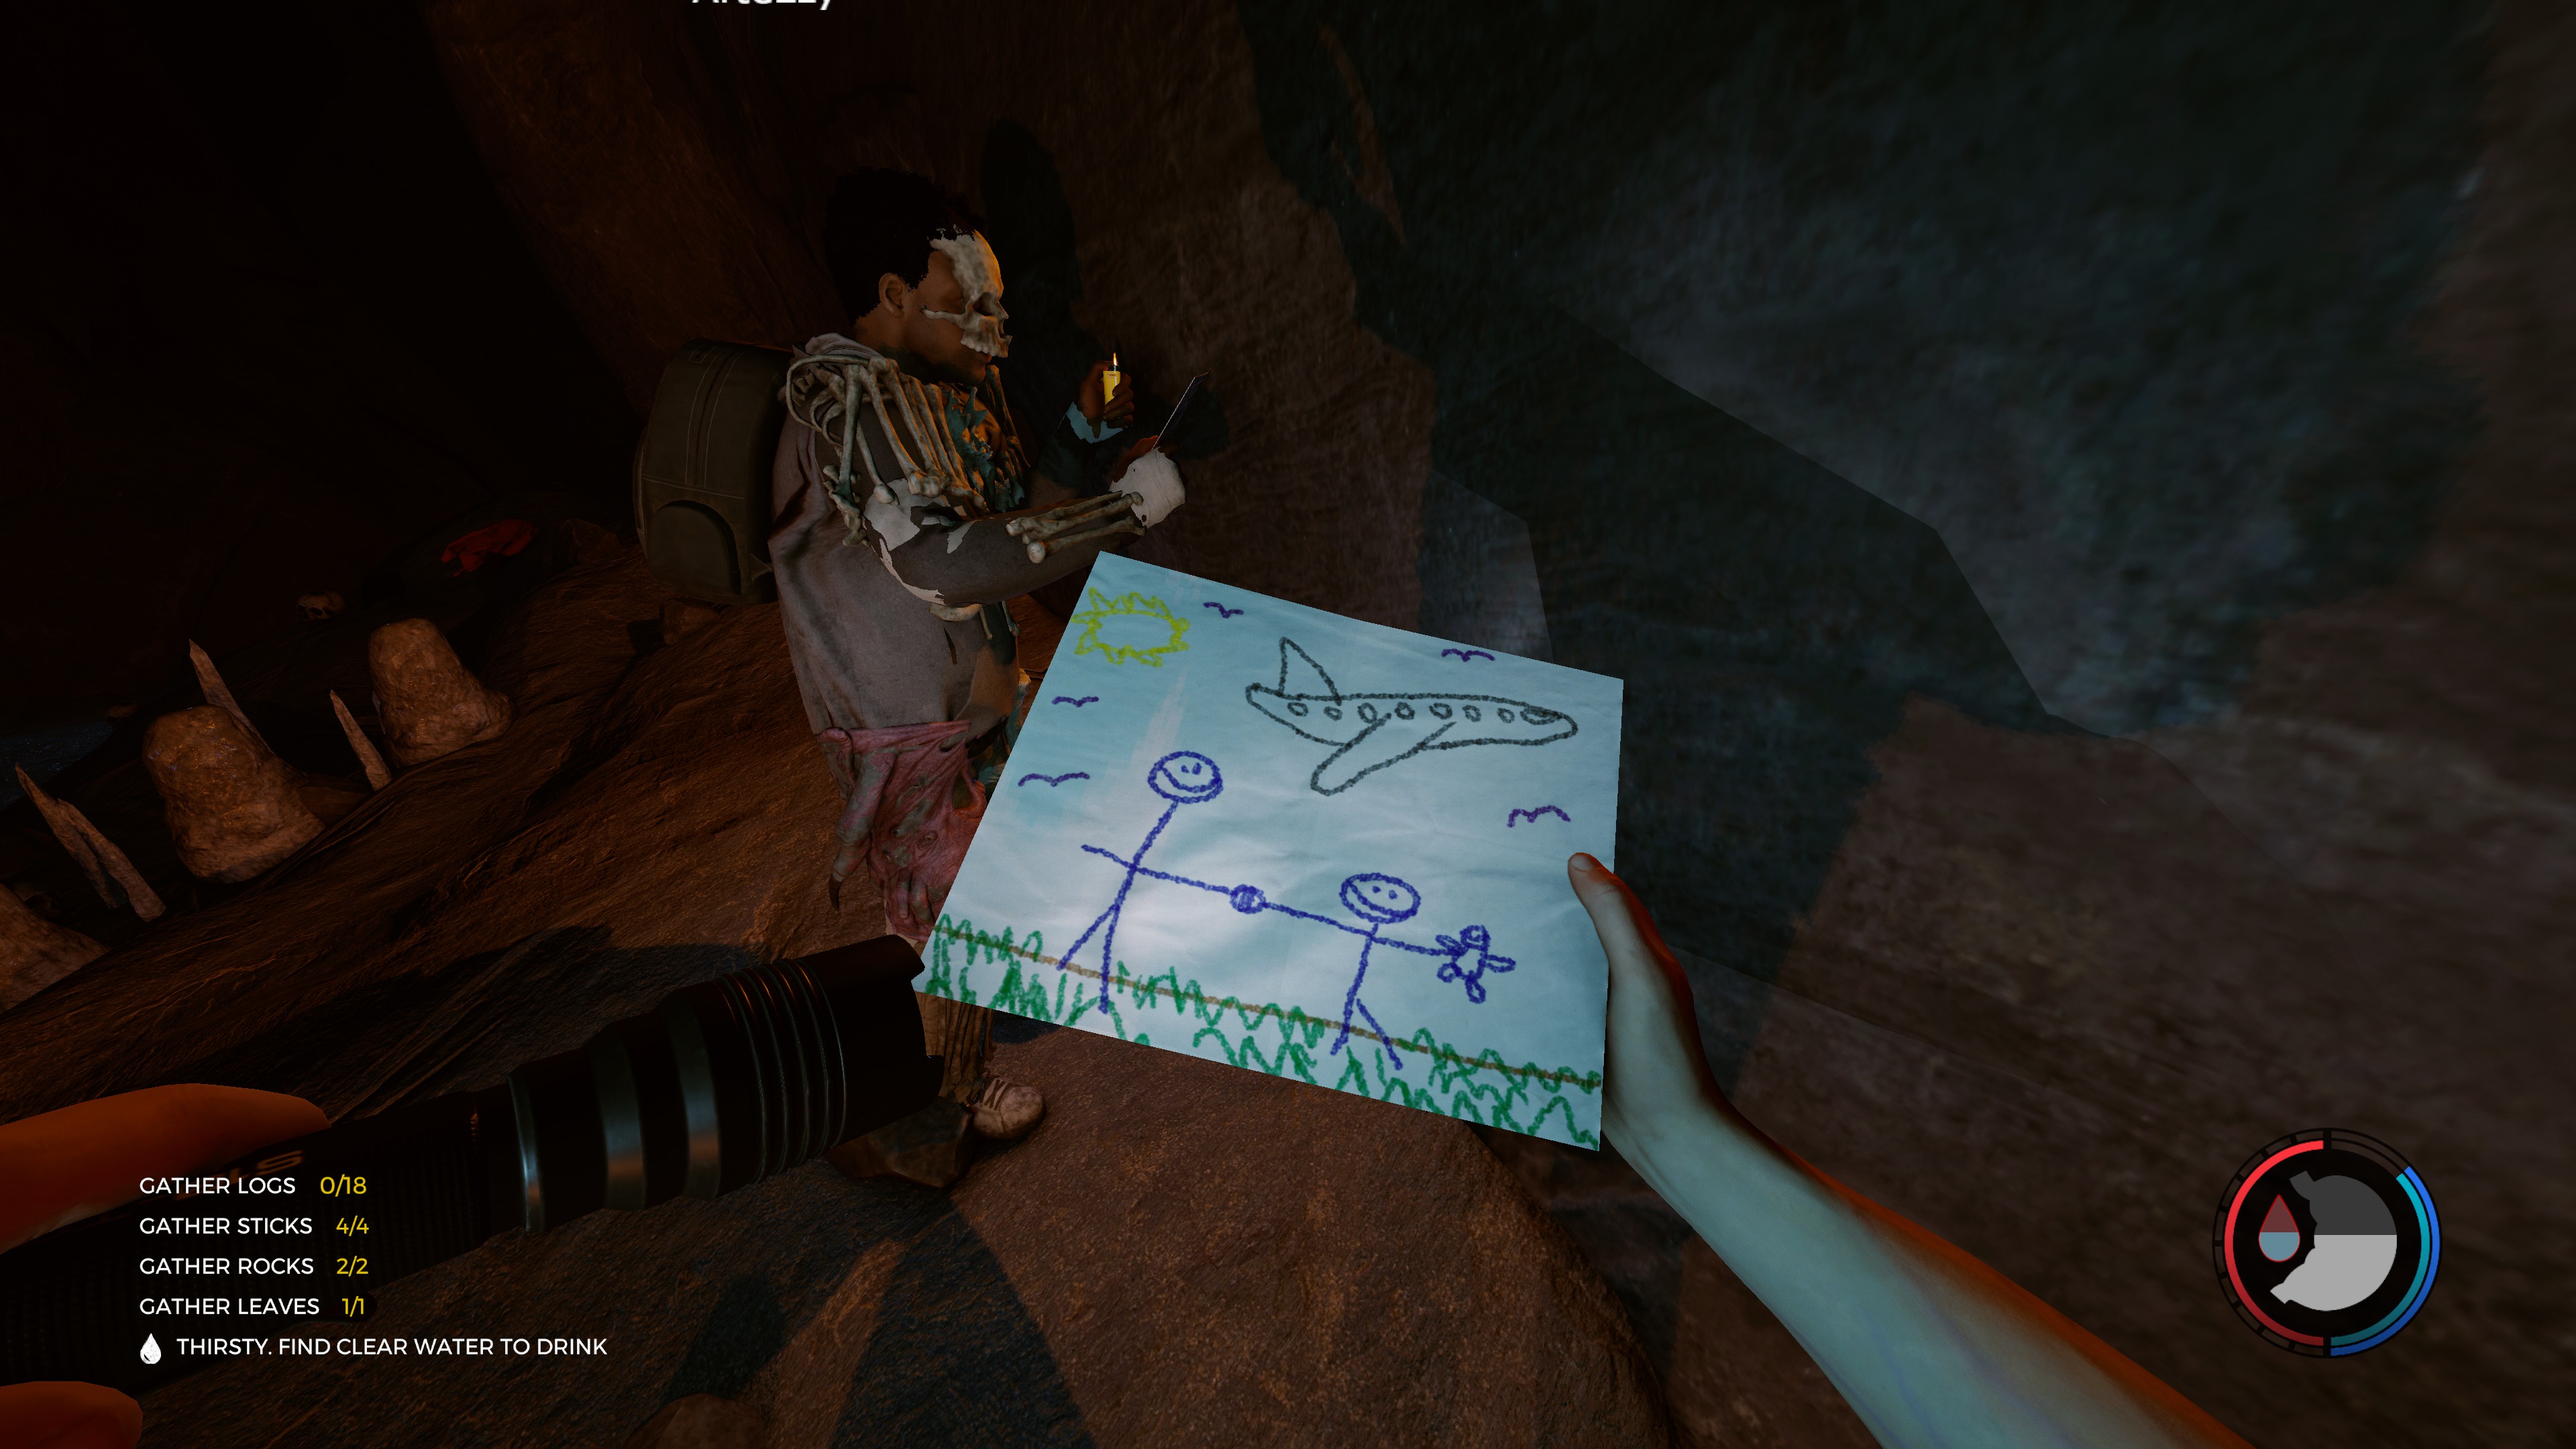 GATHER LOGS 0/18
GATHER STICKS 4/4
GATHER ROCKS 2/2
GATHER LEAVES 1/1
THIRSTY. FIND CLEAR WATER TO DRINK